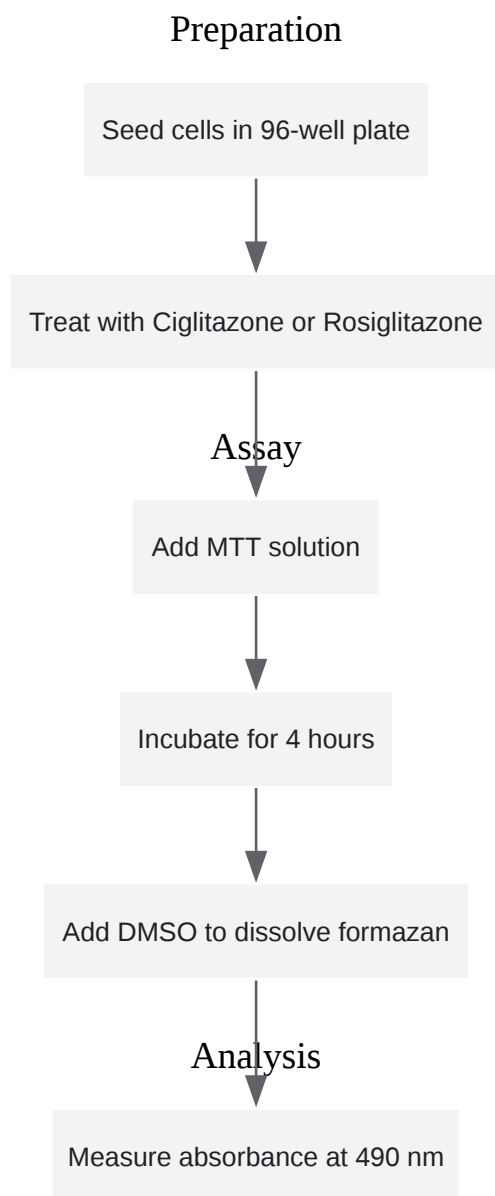 Preparation
Seed cells in 96-well plate
Treat with Ciglitazone or Rosiglitazone
Assay
Add MTT solution
Incubate for 4 hours
Add DMSO to dissolve formazan
Analysis
Measure absorbance at 490 nm